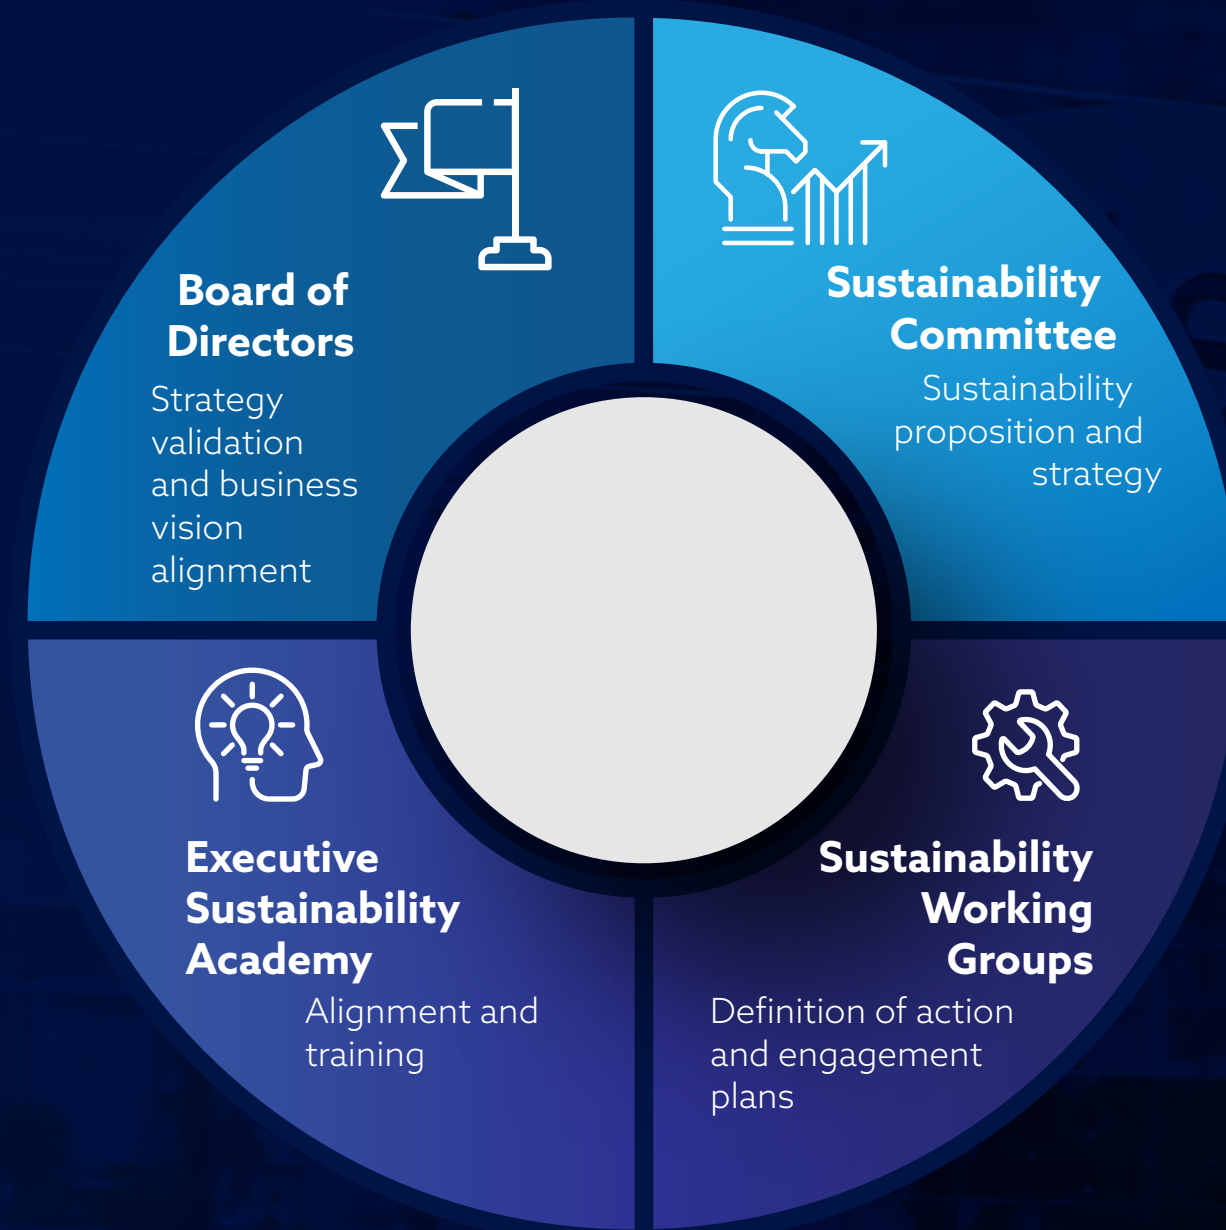 Board of
Directors
Strategy
validation
and business
vision
alignment
Sustainability
Committee
Sustainability
proposition and
strategy
Executive
Sustainability
Academy
Alignment and
training
Sustainability
Working
Groups
Definition of action
and engagement
plans